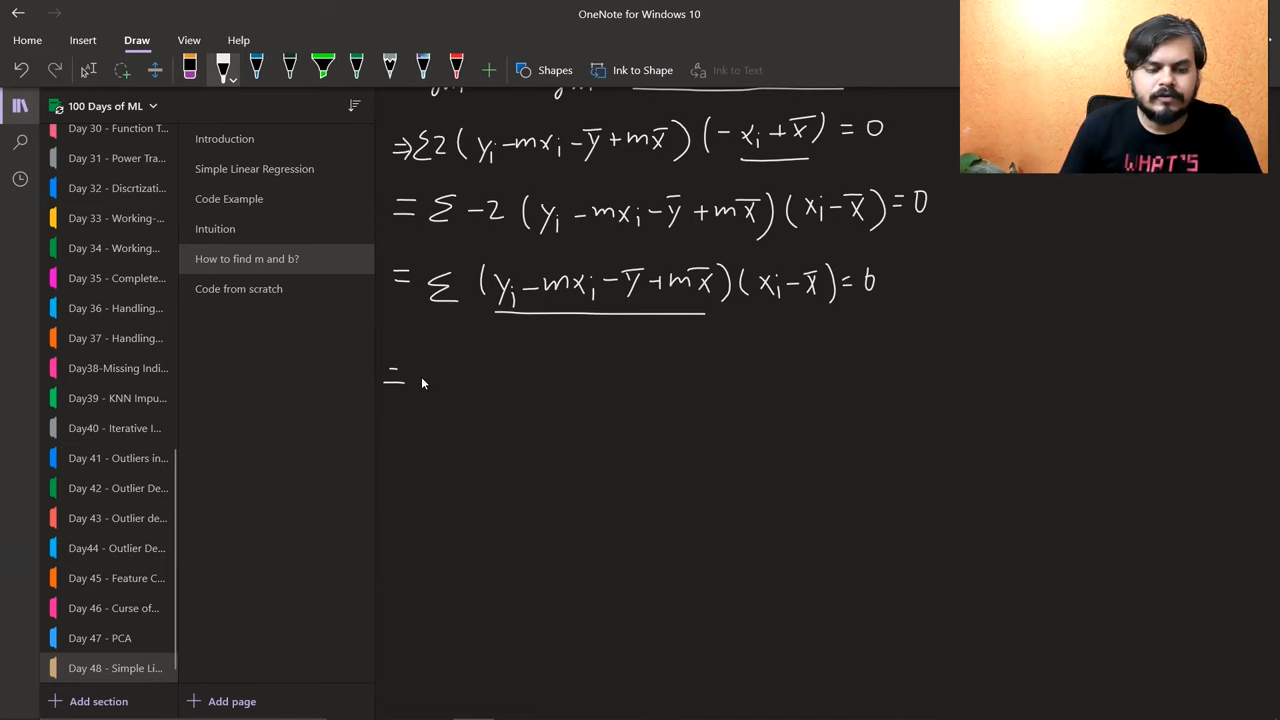 OneNote for Windows 10
Home Insert Draw View Help
Shapes Ink to Shape Ink to Text
100 Days of ML
Day 30 - Function T...
Day 31 - Power Tra...
Day 32 - Discrtizati...
Day 33 - Working-...
Day 34 - Working...
Day 35 - Complete...
Day 36 - Handling...
Day 37 - Handling...
Day38-Missing Indi...
Day39 - KNN Impu...
Day40 - Iterative I...
Day 41 - Outliers in...
Day 42 - Outlier De...
Day 43 - Outlier de...
Day44 - Outlier De...
Day 45 - Feature C...
Day 46 - Curse of...
Day 47 - PCA
Day 48 - Simple Li...
Add section
Introduction
Simple Linear Regression
Code Example
Intuition
How to find m and b?
Code from scratch
Add page
⇒ Σ2(yᵢ-mxᵢ-ȳ+mx̄)(-xᵢ+x̄)=0
= Σ -2(yᵢ-mxᵢ-ȳ+mx̄)(xᵢ-x̄)=0
= Σ (yᵢ-mxᵢ-ȳ+mx̄)(xᵢ-x̄)=0
=
WHAT'S